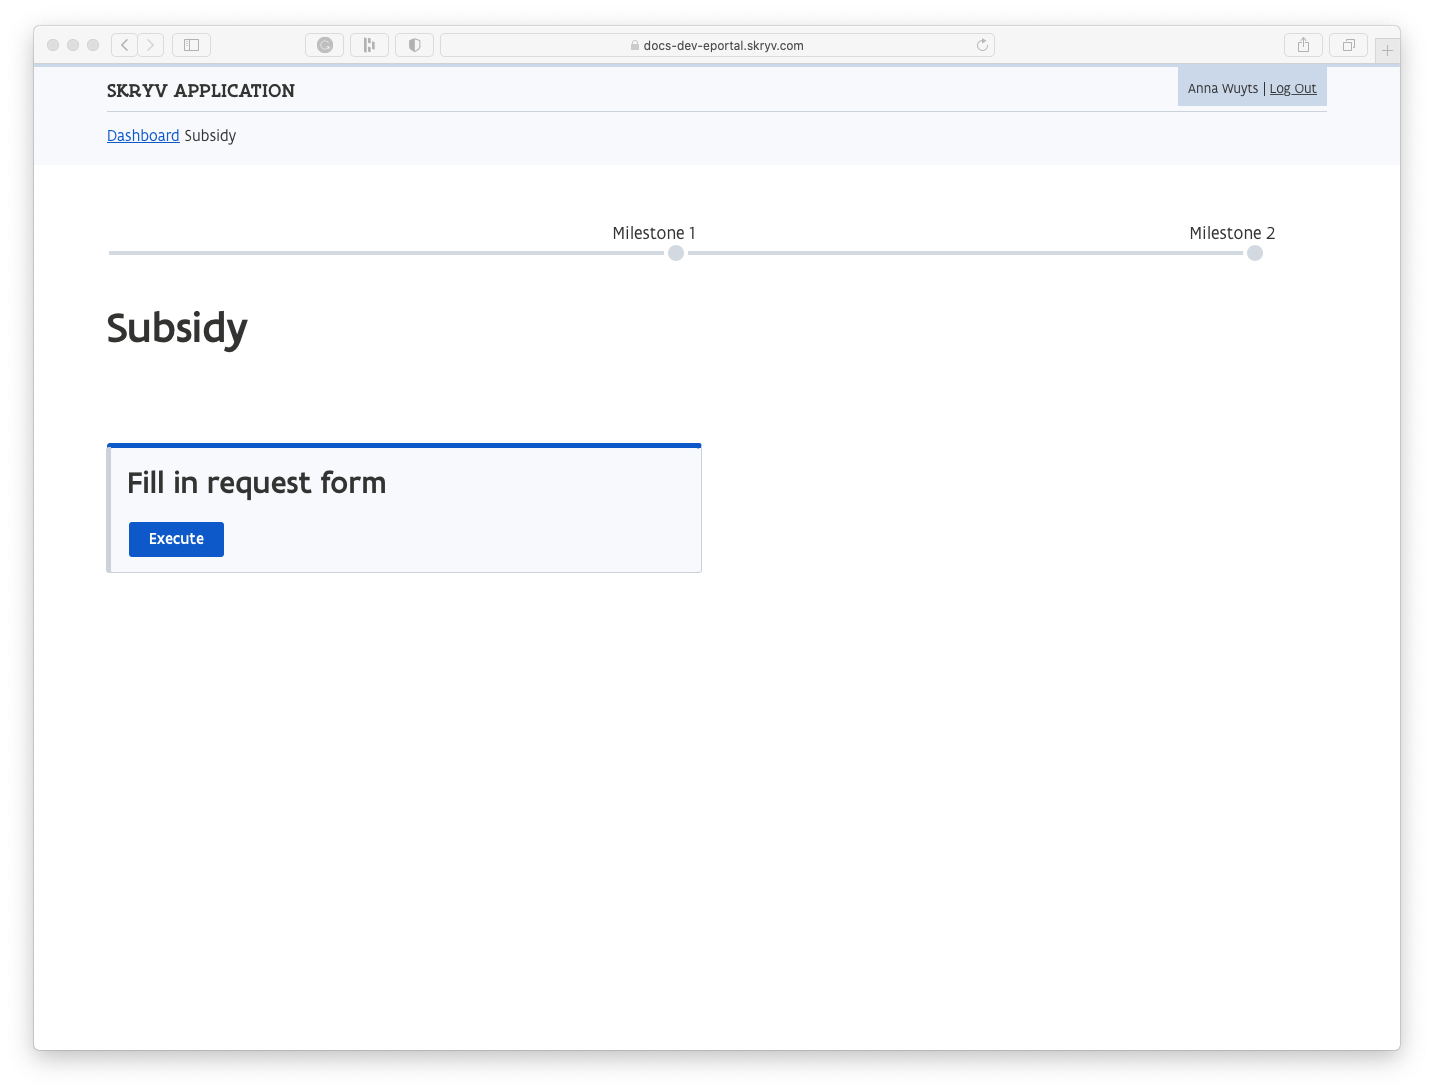 docs-dev-eportal.skryv.com
SKRYV APPLICATION
Anna Wuyts | Log Out
Dashboard Subsidy
Milestone 1
Milestone 2
Subsidy
Fill in request form
Execute